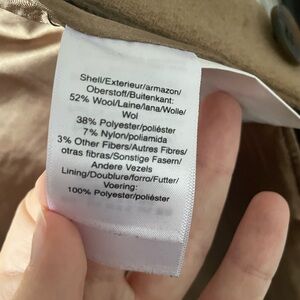 Shell/Exterieur/armazon/
Oberstoff/Buitenkant:
52% Wool/Laine/lana/Wolle/
Wol
38% Polyester/poliéster
7% Nylon/poliamida
3% Other Fibers/Autres Fibres/
otras fibras/Sonstige Fasern/
Andere Vezels
Lining/Doublure/forro/Futter/
Voering:
100% Polyester/poliéster